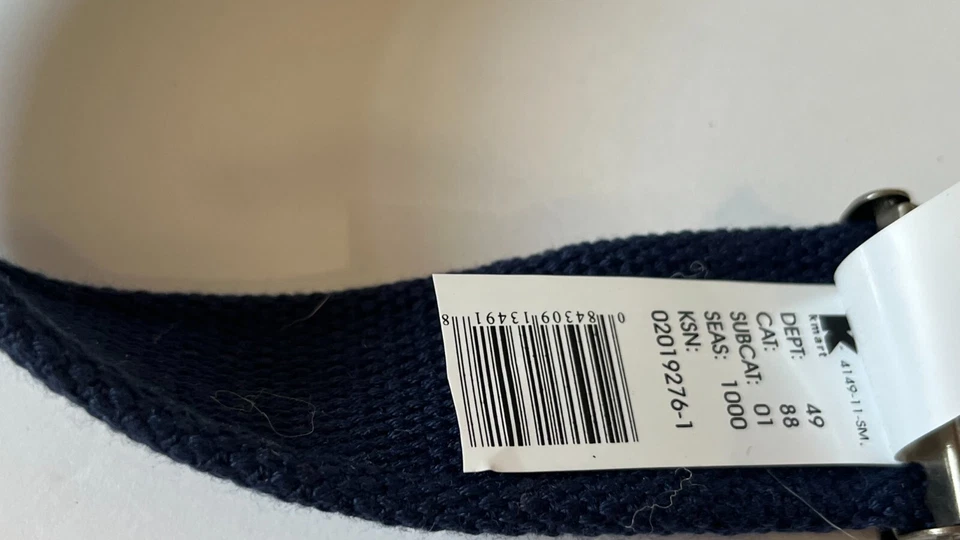 K
kmart
4149-11-SM.
DEPT: 49
CAT: 88
SUBCAT: 01
SEAS: 1000
KSN:
02019276-1
0 84309 13491 8